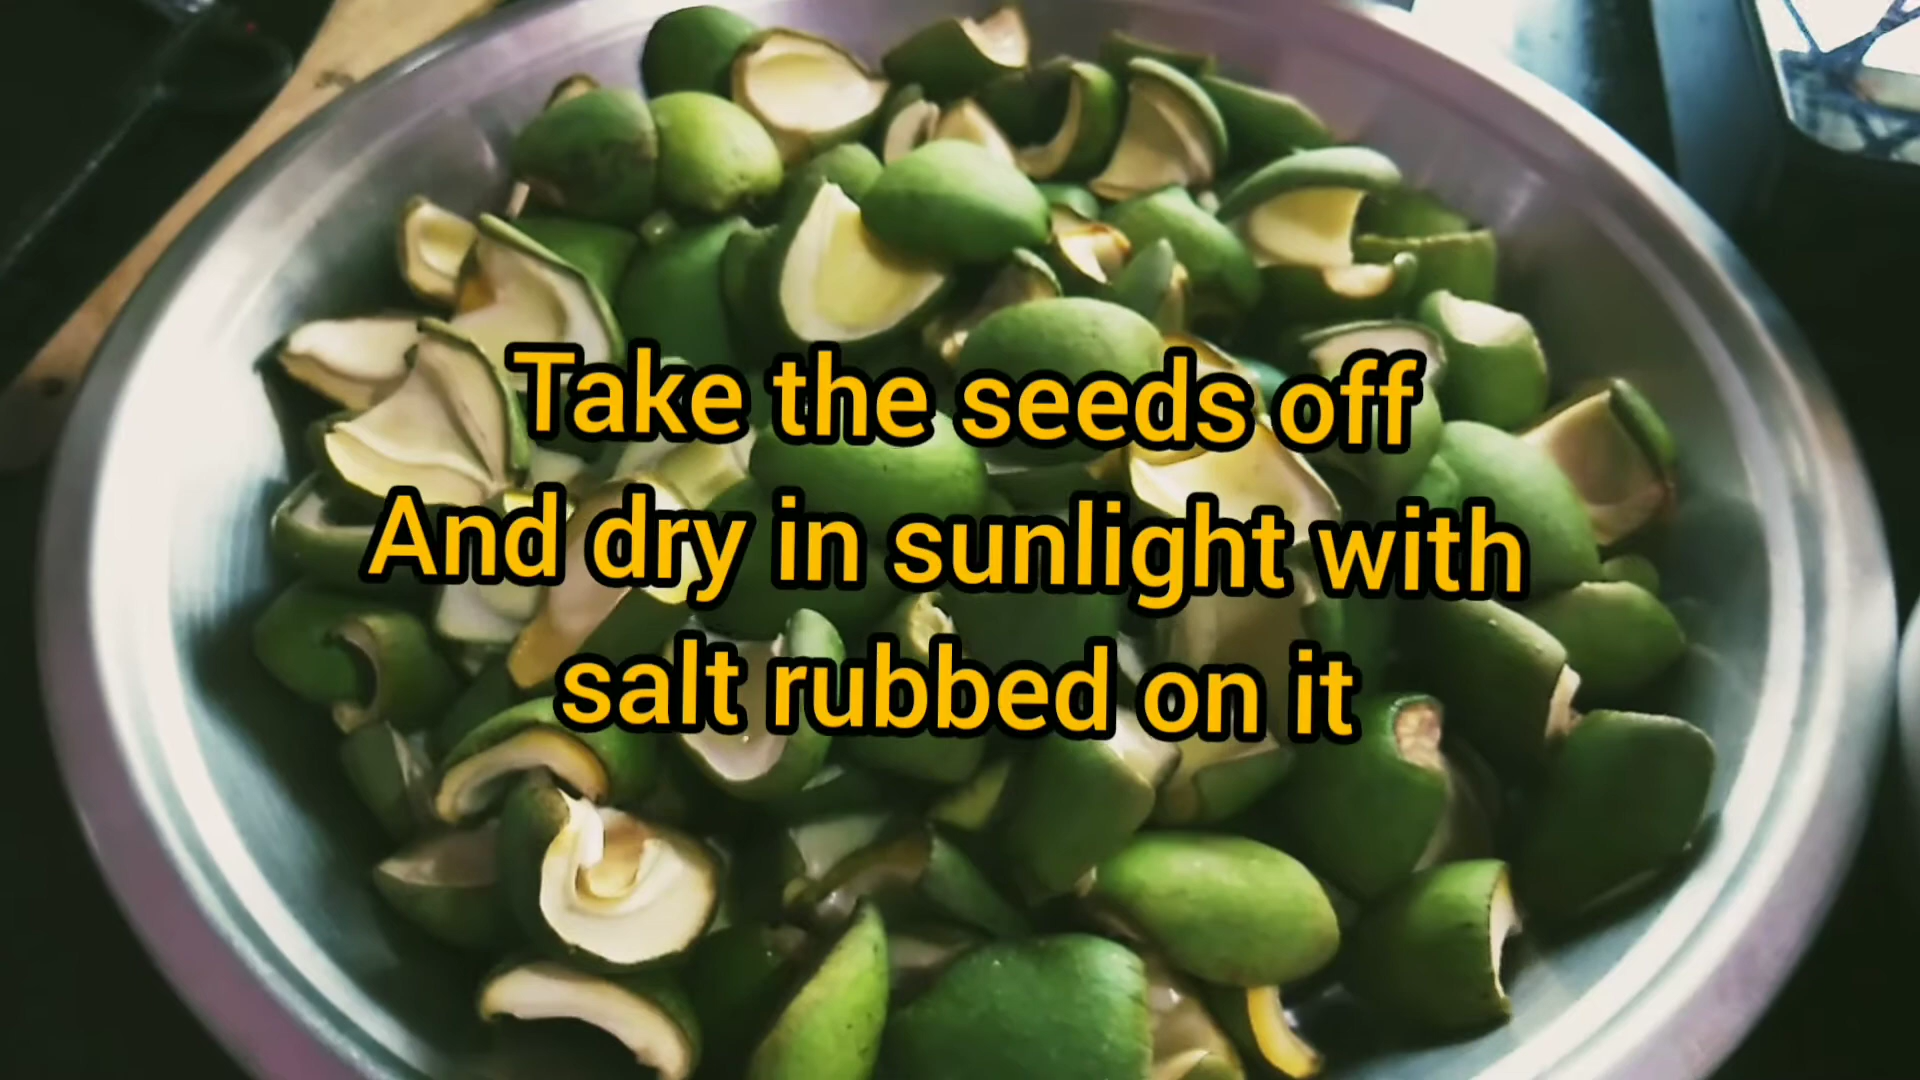 Take the seeds off
And dry in sunlight with
salt rubbed on it